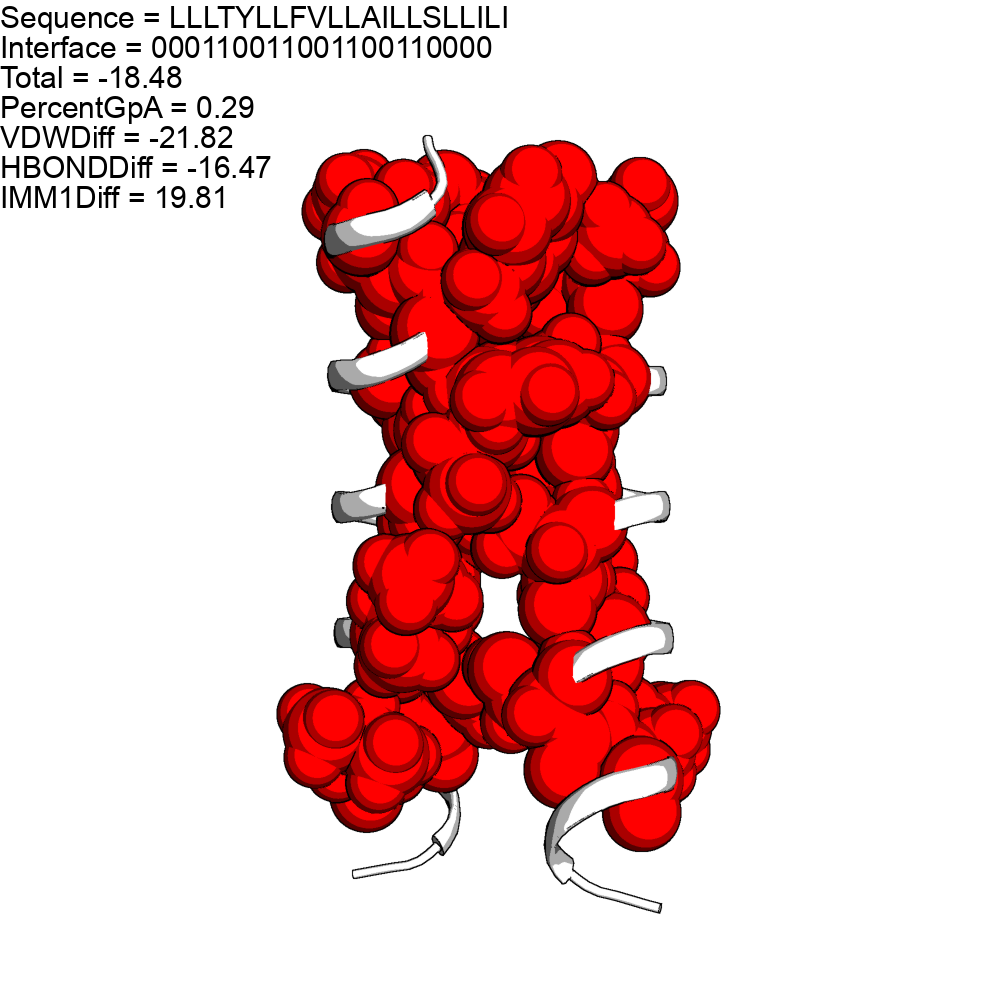 Sequence = LLLTYLLFVLLAILLSLLILI
Interface = 000110011001100110000
Total = -18.48
PercentGpA = 0.29
VDWDiff = -21.82
HBONDDiff = -16.47
IMM1Diff = 19.81